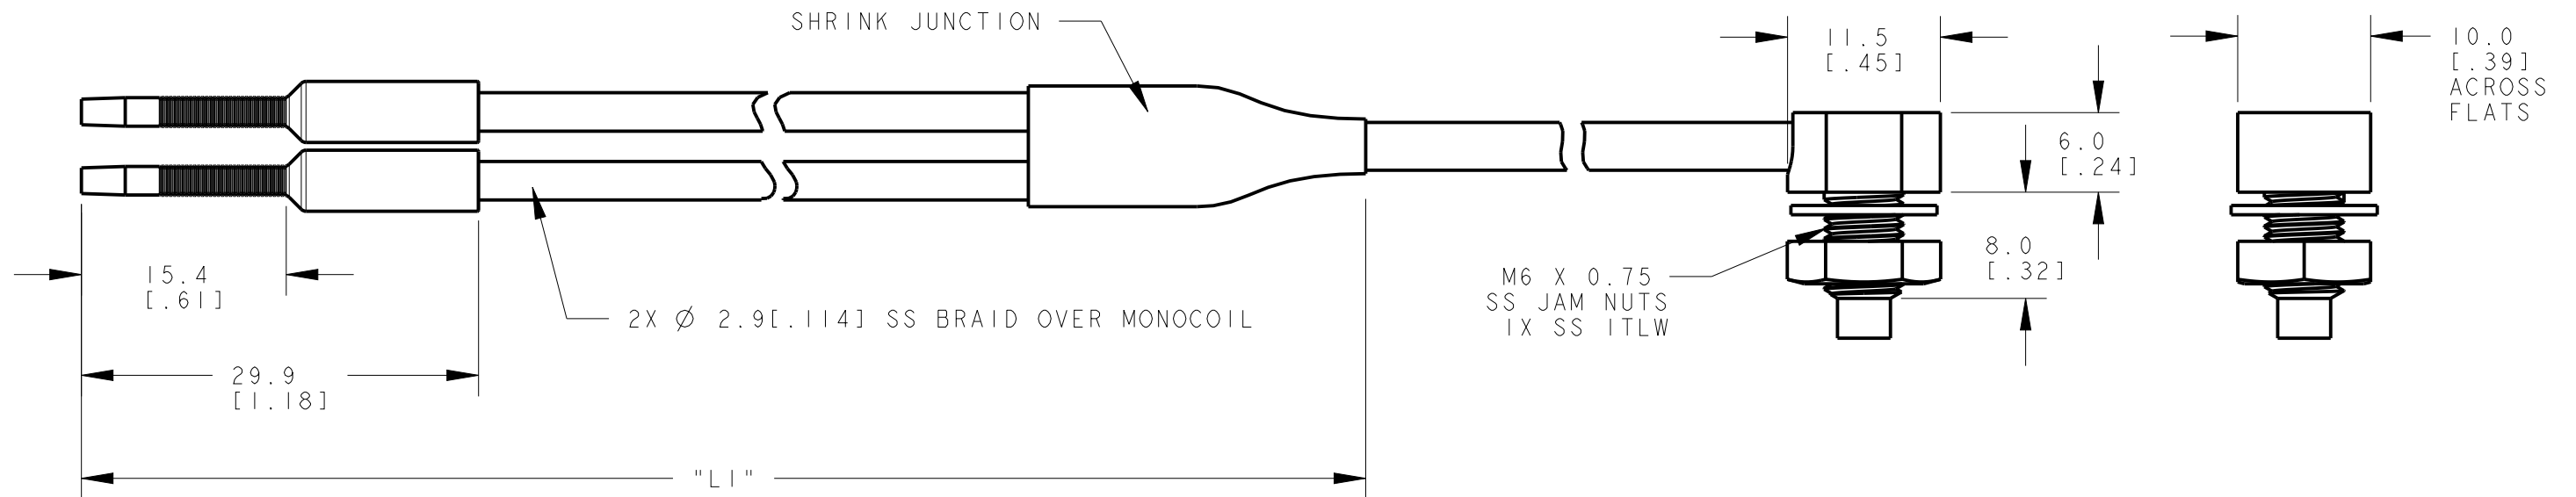 SHRINK JUNCTION
11.5
[.45]
10.0
[.39]
ACROSS
FLATS
6.0
[.24]
8.0
[.32]
15.4
[.61]
M6 X 0.75
SS JAM NUTS
1X SS ITLW
2X Ø 2.9[.114] SS BRAID OVER MONOCOIL
29.9
[1.18]
"L1"